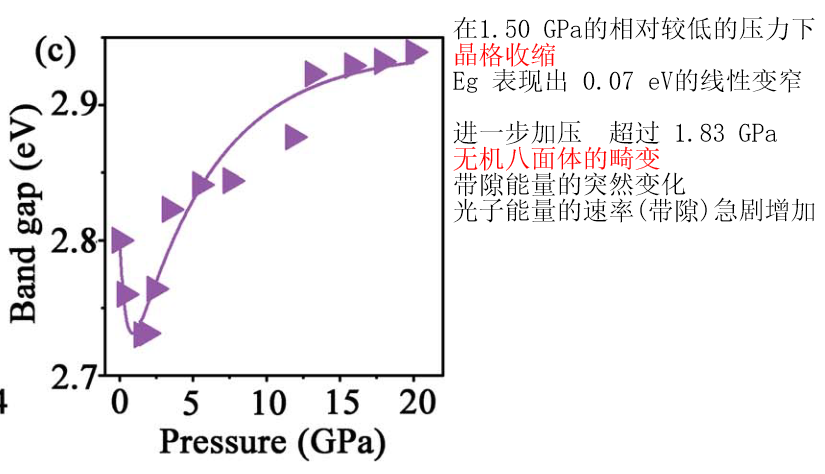 (c)
Band gap (eV)
2.9
2.8
2.7
4
0 5 10 15 20
Pressure (GPa)
在1.50 GPa的相对较低的压力下
晶格收缩
Eg 表现出 0.07 eV的线性变窄
进一步加压 超过 1.83 GPa
无机八面体的畸变
带隙能量的突然变化
光子能量的速率(带隙)急剧增加